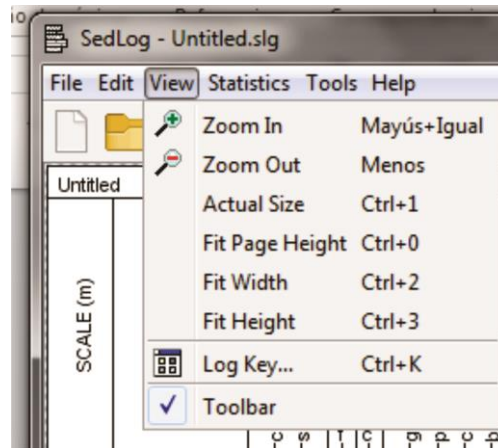 SedLog - Untitled.slg
File Edit View Statistics Tools Help
Zoom In Mayús+Igual
Zoom Out Menos
Untitled
Actual Size Ctrl+1
Fit Page Height Ctrl+0
Fit Width Ctrl+2
Fit Height Ctrl+3
SCALE (m)
Log Key... Ctrl+K
Toolbar